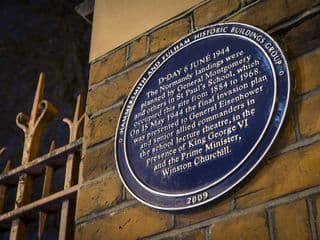 HAMMERSMITH AND FULHAM HISTORIC BUILDINGS GROUP
D-DAY 6 JUNE 1944
The Normandy landings were
planned by General Montgomery
and others in St Paul's School, which
occupied this site from 1884 to 1968.
On 15 MAY 1944 the final invasion plan
was presented to General Eisenhower
and senior allied commanders in
the school lecture theatre, in the
presence of King George VI
and the Prime Minister,
Winston Churchill.
2009